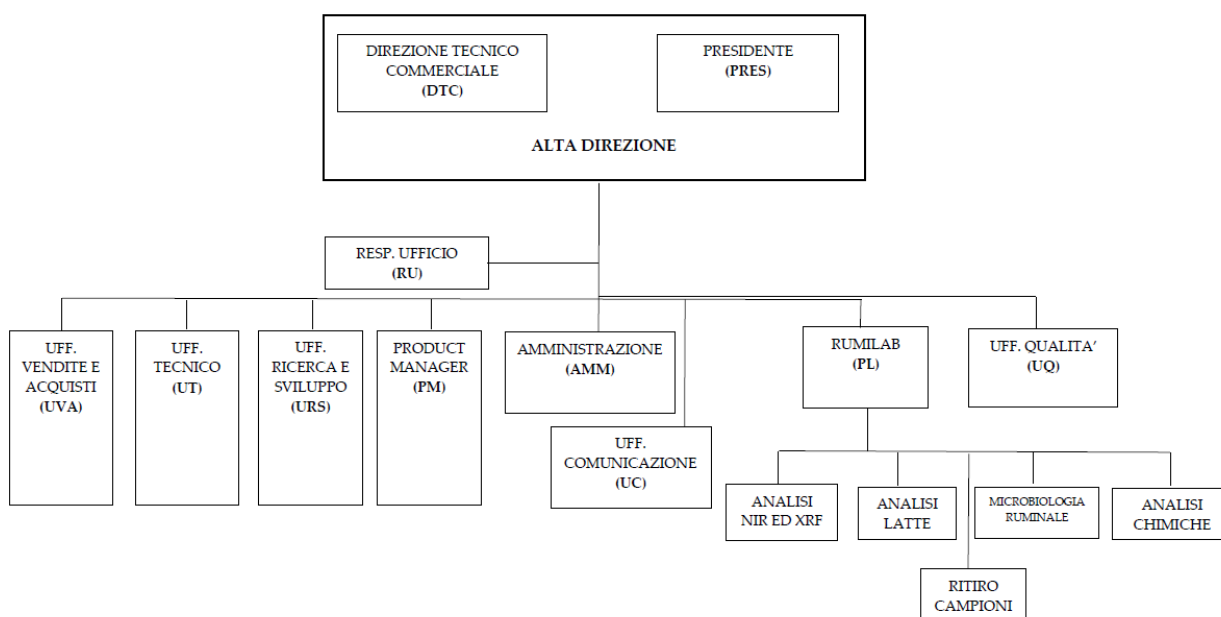 DIREZIONE TECNICO
COMMERCIALE
(DTC)
PRESIDENTE
(PRES)
ALTA DIREZIONE
RESP. UFFICIO
(RU)
UFF.
VENDITE E
ACQUISTI
(UVA)
UFF.
TECNICO
(UT)
UFF.
RICERCA E
SVILUPPO
(URS)
PRODUCT
MANAGER
(PM)
AMMINISTRAZIONE
(AMM)
UFF.
COMUNICAZIONE
(UC)
RUMILAB
(PL)
UFF. QUALITA’
(UQ)
ANALISI
NIR ED XRF
ANALISI
LATTE
MICROBIOLOGIA
RUMINALE
ANALISI
CHIMICHE
RITIRO
CAMPIONI